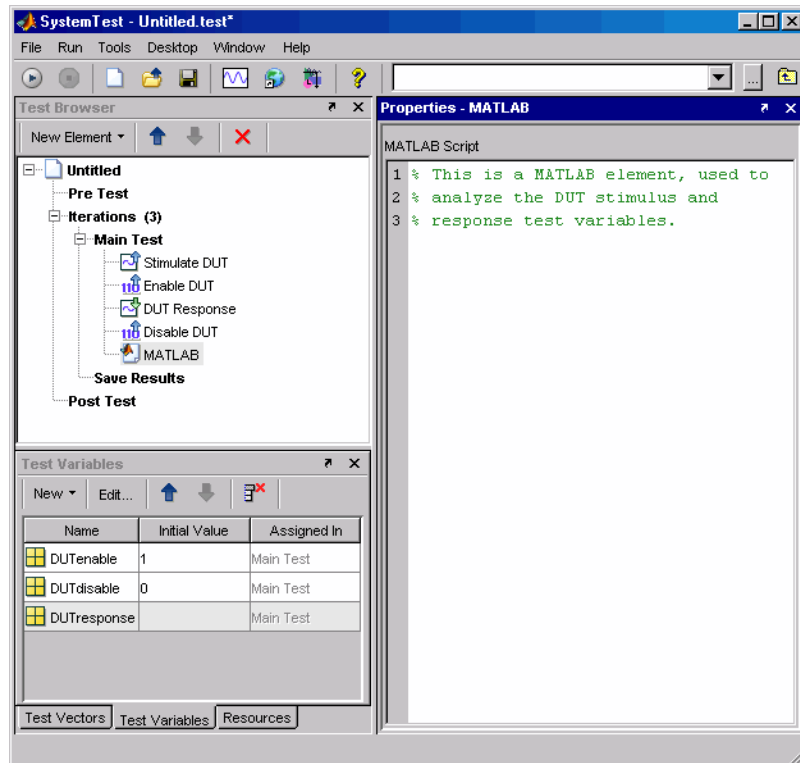 SystemTest - Untitled.test*
File Run Tools Desktop Window Help
Test Browser
New Element
Untitled
Pre Test
Iterations (3)
Main Test
Stimulate DUT
Enable DUT
DUT Response
Disable DUT
MATLAB
Save Results
Post Test
Test Variables
New Edit...
Name Initial Value Assigned In
DUTenable 1 Main Test
DUTdisable 0 Main Test
DUTresponse Main Test
Test Vectors Test Variables Resources
Properties - MATLAB
MATLAB Script
1 % This is a MATLAB element, used to
2 % analyze the DUT stimulus and
3 % response test variables.